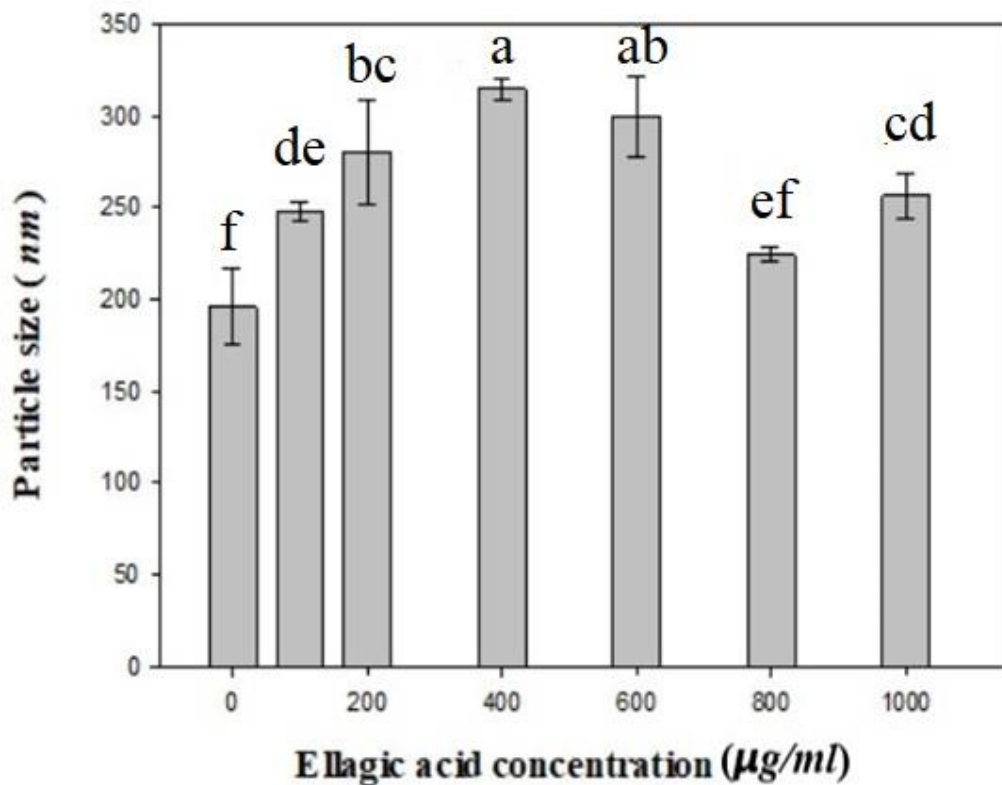 350
300
250
200
150
100
50
0
Particle size ( nm )
f
de
bc
a
ab
ef
cd
0 200 400 600 800 1000
Ellagic acid concentration (μg/ml)